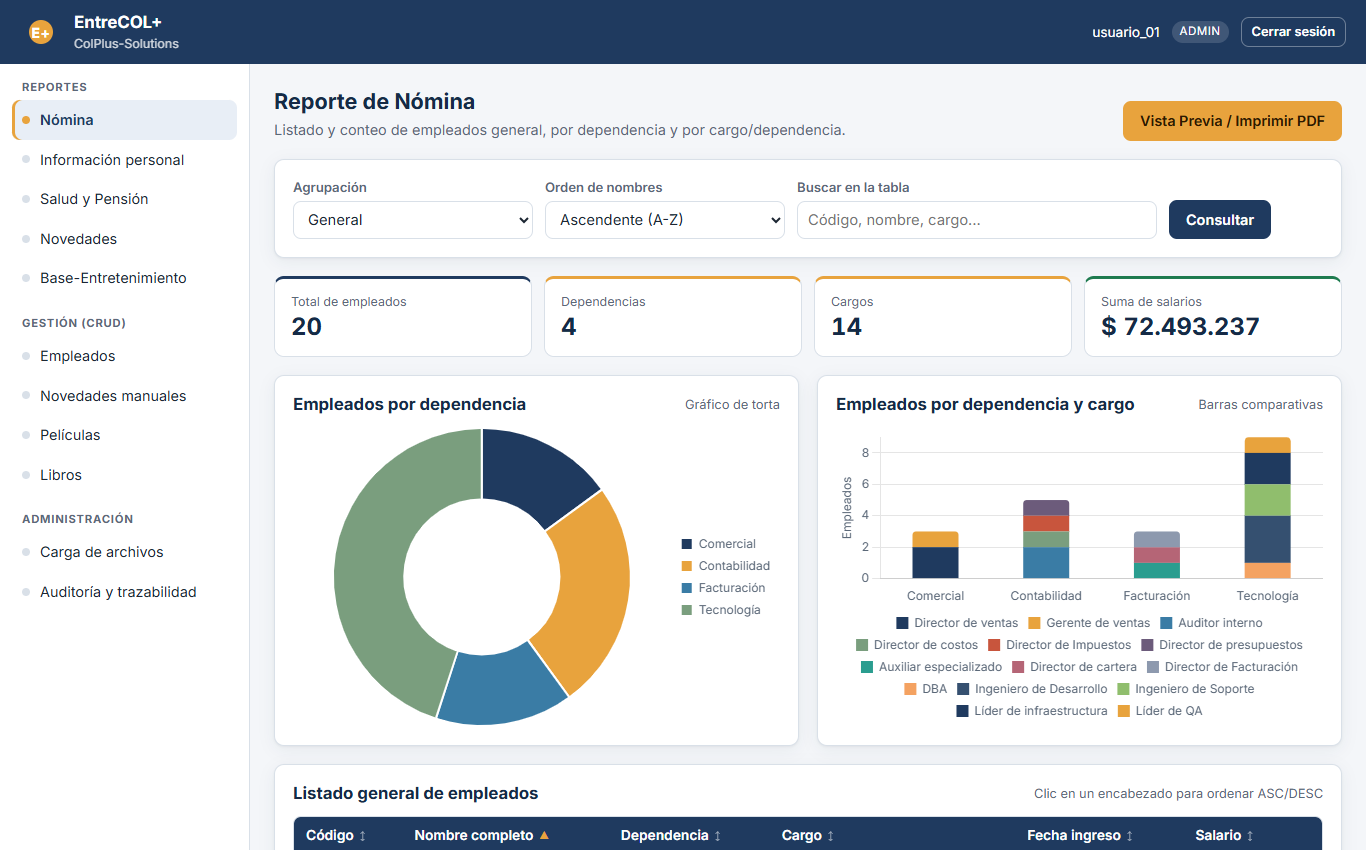 E+
EntreCOL+
ColPlus-Solutions
usuario_01
ADMIN
Cerrar sesión
REPORTES
Nómina
Información personal
Salud y Pensión
Novedades
Base-Entretenimiento
GESTIÓN (CRUD)
Empleados
Novedades manuales
Películas
Libros
ADMINISTRACIÓN
Carga de archivos
Auditoría y trazabilidad
Reporte de Nómina
Listado y conteo de empleados general, por dependencia y por cargo/dependencia.
Vista Previa / Imprimir PDF
Agrupación
General
Orden de nombres
Ascendente (A-Z)
Buscar en la tabla
Código, nombre, cargo...
Consultar
Total de empleados
20
Dependencias
4
Cargos
14
Suma de salarios
$ 72.493.237
Empleados por dependencia
Gráfico de torta
Comercial
Contabilidad
Facturación
Tecnología
Empleados por dependencia y cargo
Barras comparativas
Empleados
8
6
4
2
0
Comercial Contabilidad Facturación Tecnología
Director de ventas Gerente de ventas Auditor interno
Director de costos Director de Impuestos Director de presupuestos
Auxiliar especializado Director de cartera Director de Facturación
DBA Ingeniero de Desarrollo Ingeniero de Soporte
Líder de infraestructura Líder de QA
Listado general de empleados
Clic en un encabezado para ordenar ASC/DESC
Código ↕ Nombre completo ▲ Dependencia ↕ Cargo ↕ Fecha ingreso ↕ Salario ↕